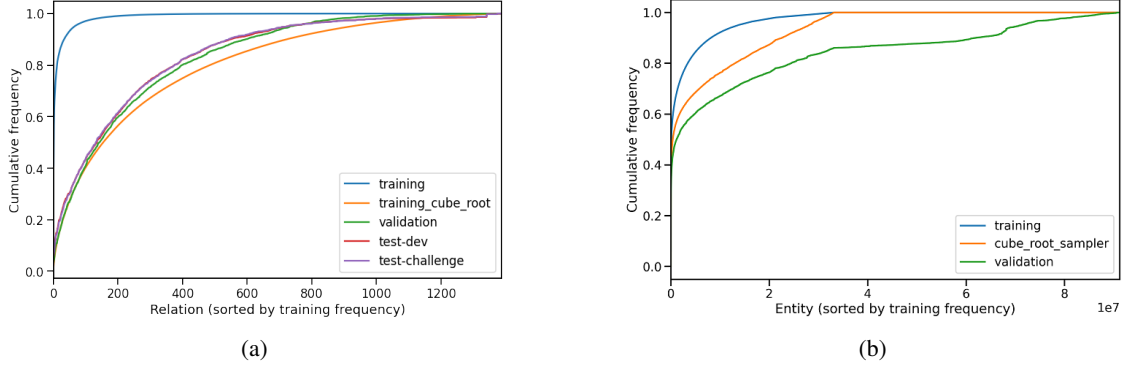 1.0
0.8
0.6
0.4
0.2
0.0
Cumulative frequency
training
training_cube_root
validation
test-dev
test-challenge
0 200 400 600 800 1000 1200
Relation (sorted by training frequency)
(a)
1.0
0.8
0.6
0.4
0.2
0.0
Cumulative frequency
training
cube_root_sampler
validation
0 2 4 6 8
1e7
Entity (sorted by training frequency)
(b)